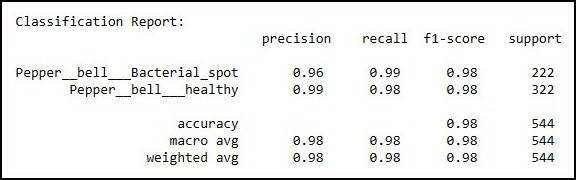 Classification Report:
precision recall f1-score support
Pepper__bell___Bacterial_spot 0.96 0.99 0.98 222
Pepper__bell___healthy 0.99 0.98 0.98 322
accuracy 0.98 544
macro avg 0.98 0.98 0.98 544
weighted avg 0.98 0.98 0.98 544